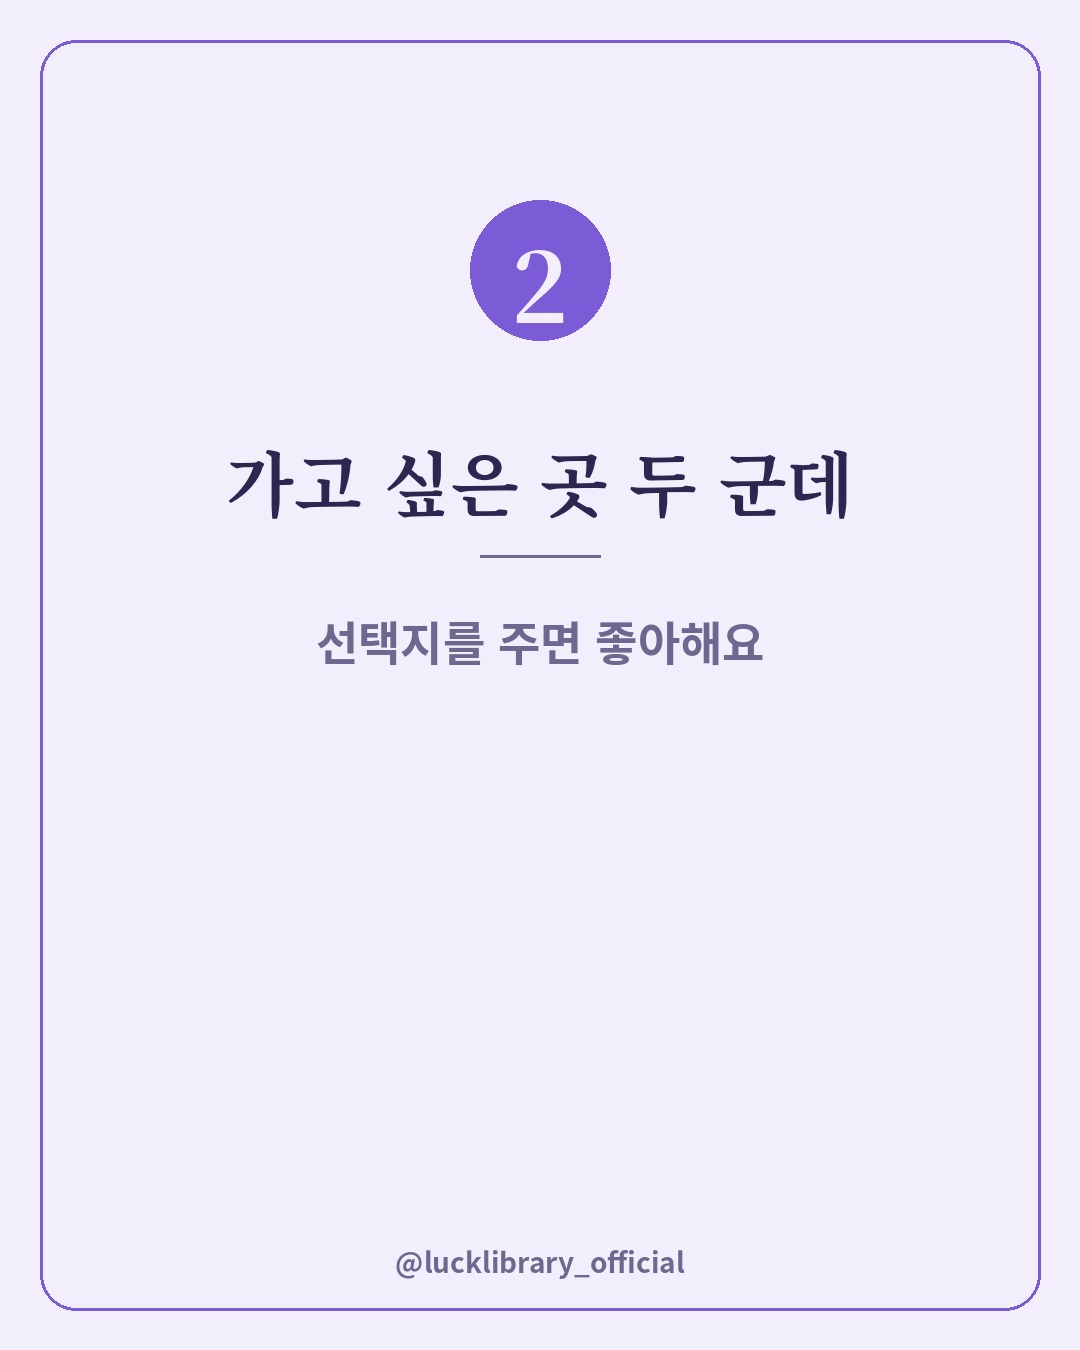 2
가고 싶은 곳 두 군데
선택지를 주면 좋아해요
@lucklibrary_official